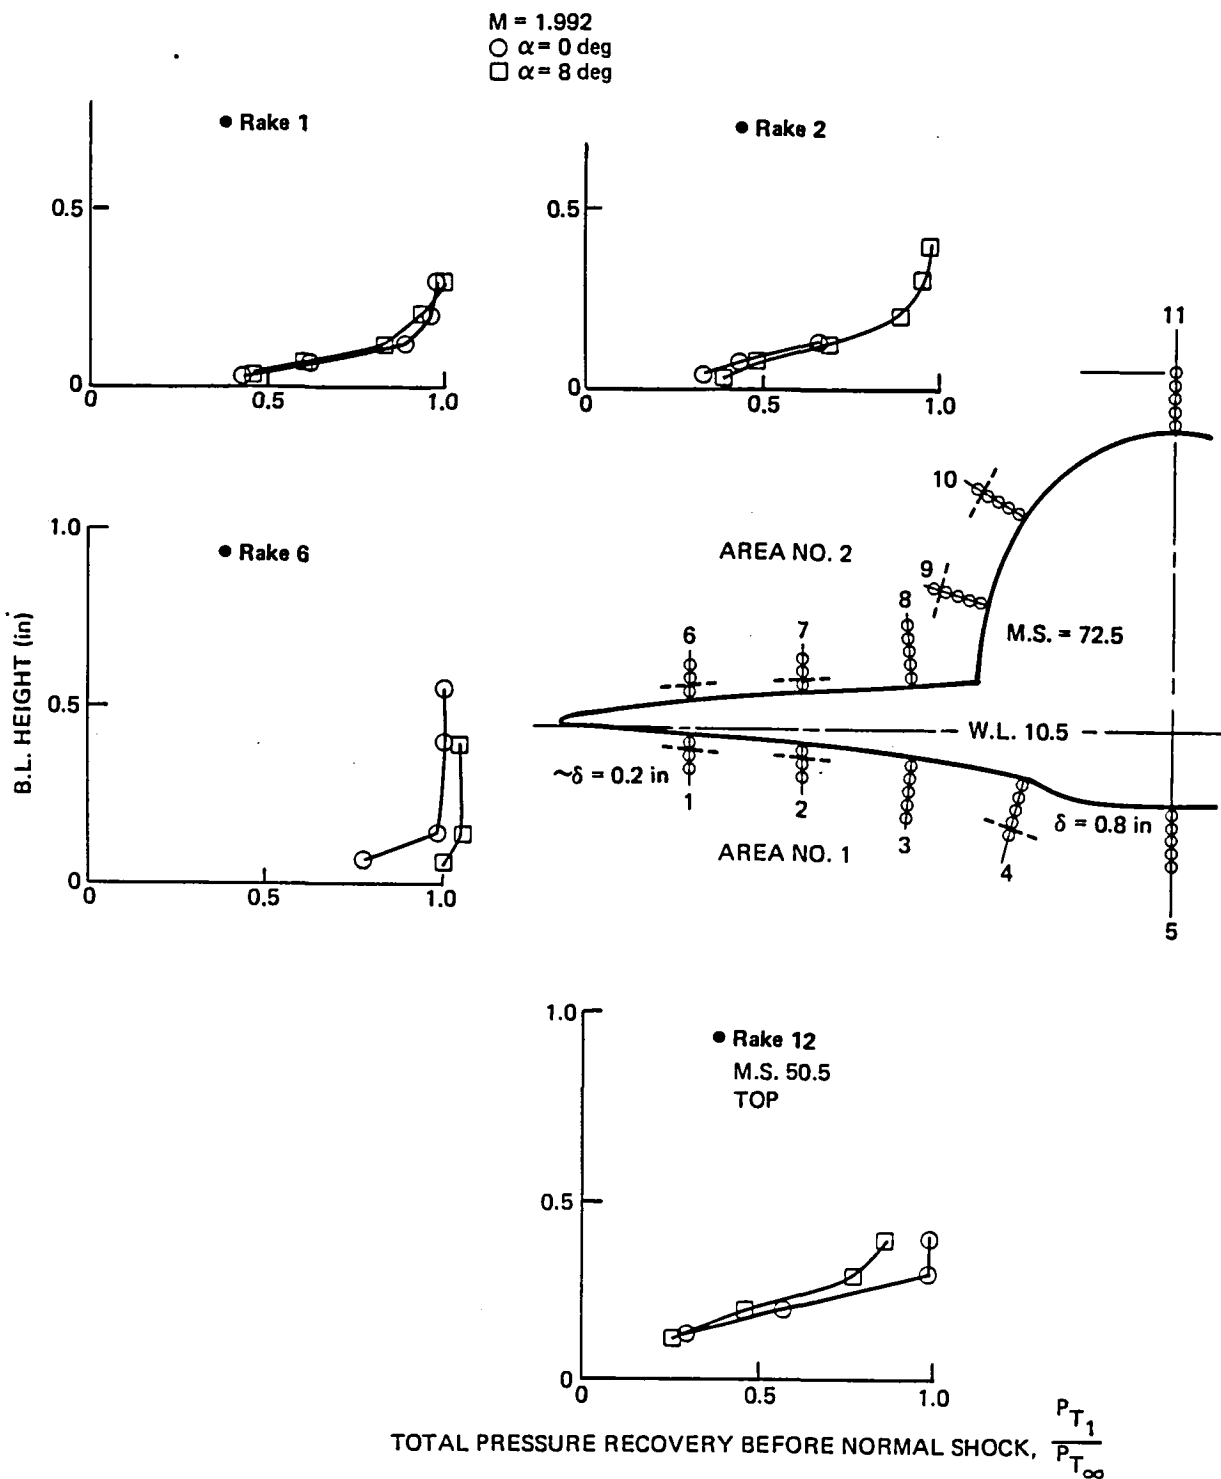 M = 1.992
α = 0 deg
α = 8 deg
● Rake 1
0.5
0
0
0.5
1.0
● Rake 2
0.5
0
0
0.5
1.0
● Rake 6
1.0
0.5
0
0
0.5
1.0
B.L. HEIGHT (in)
11
10
AREA NO. 2
9
8
6
7
M.S. = 72.5
W.L. 10.5
~δ = 0.2 in
1
2
3
δ = 0.8 in
AREA NO. 1
4
5
● Rake 12
M.S. 50.5
TOP
1.0
0.5
0
0
0.5
1.0
TOTAL PRESSURE RECOVERY BEFORE NORMAL SHOCK, PT1 / PT∞